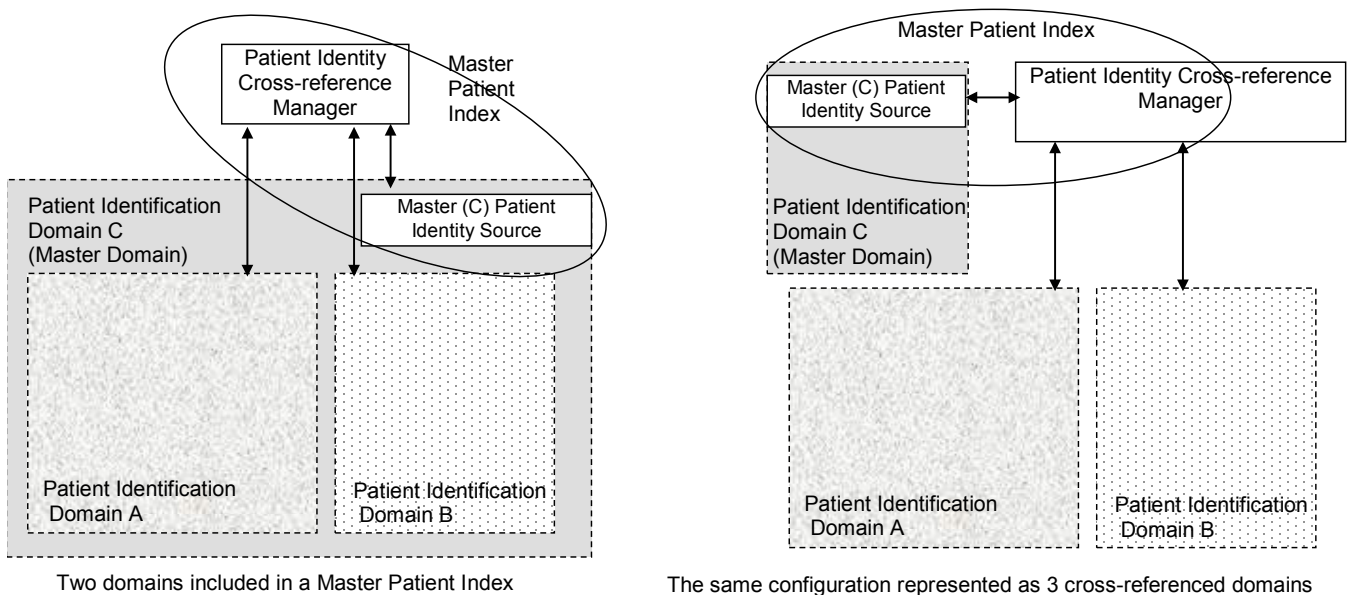 Patient Identity
Cross-reference
Manager
Master
Patient
Index
Master (C) Patient
Identity Source
Patient Identification
Domain C
(Master Domain)
Patient Identification
Domain A
Patient Identification
Domain B
Two domains included in a Master Patient Index
Master Patient Index
Master (C) Patient
Identity Source
Patient Identity Cross-reference
Manager
Patient Identification
Domain C
(Master Domain)
Patient Identification
Domain A
Patient Identification
Domain B
The same configuration represented as 3 cross-referenced domains